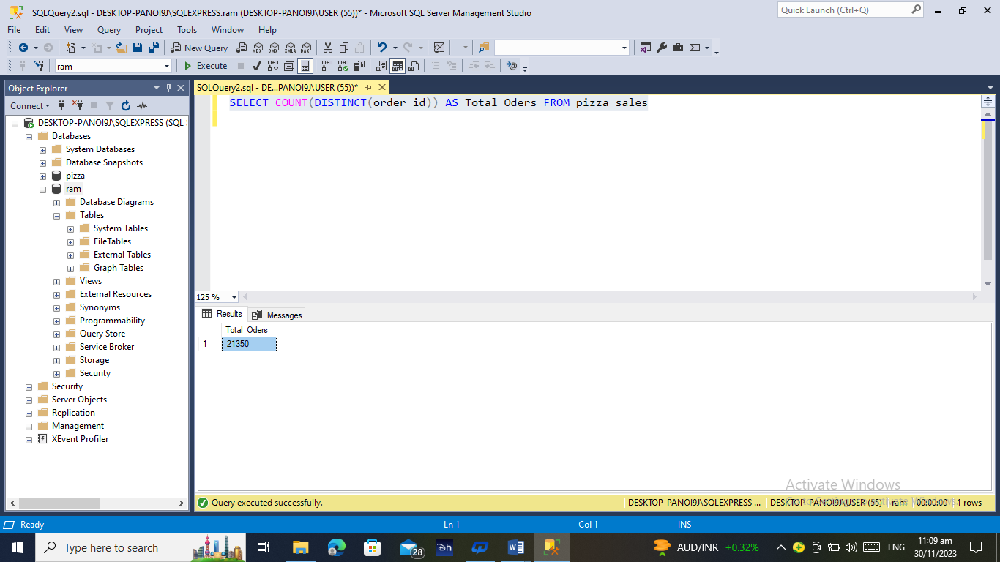 SQLQuery2.sql - DESKTOP-PANOI9J\SQLEXPRESS.ram (DESKTOP-PANOI9J\USER (55))* - Microsoft SQL Server Management Studio
Quick Launch (Ctrl+Q)
File Edit View Query Project Tools Window Help
New Query
MDX DMX XMLA DAX
ram
Execute
Object Explorer
SQLQuery2.sql - DE...PANOI9J\USER (55))*
Connect
SELECT COUNT(DISTINCT(order_id)) AS Total_Oders FROM pizza_sales
DESKTOP-PANOI9J\SQLEXPRESS (SQL
Databases
System Databases
Database Snapshots
pizza
ram
Database Diagrams
Tables
System Tables
FileTables
External Tables
Graph Tables
Views
External Resources
Synonyms
Programmability
Query Store
Service Broker
Storage
Security
Security
Server Objects
Replication
Management
XEvent Profiler
125 %
Results Messages
Total_Oders
1 21350
Activate Windows
Query executed successfully.
DESKTOP-PANOI9J\SQLEXPRESS ... DESKTOP-PANOI9J\USER (55) ram 00:00:00 1 rows
Ready Ln 1 Col 1 INS
Type here to search
28
AUD/INR +0.32%
ENG
11:09 am
30/11/2023